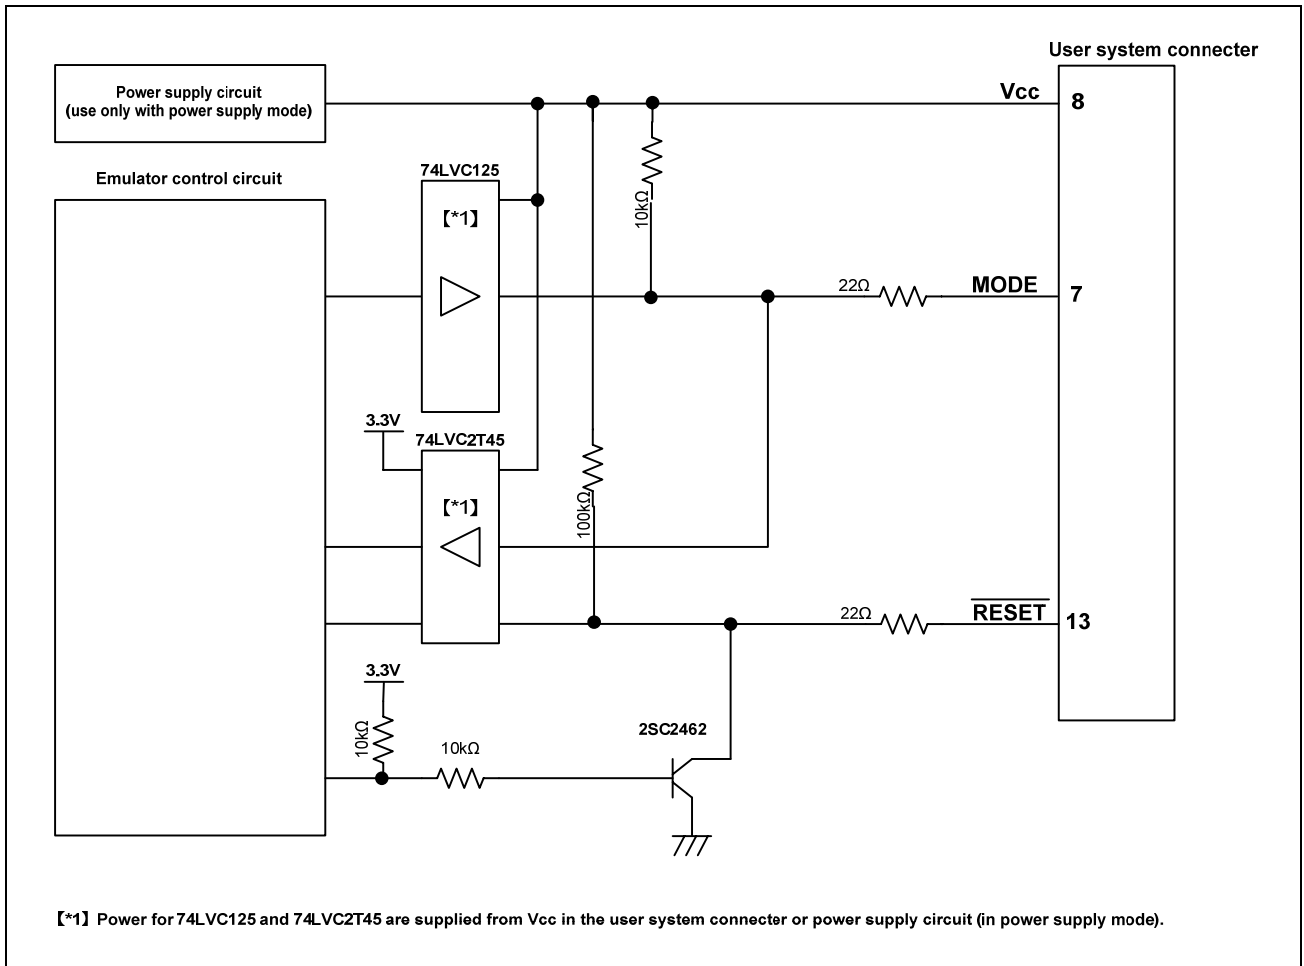 User system connecter
Power supply circuit
(use only with power supply mode)
Vcc
8
Emulator control circuit
74LVC125
【*1】
10kΩ
22Ω
MODE
7
3.3V
74LVC2T45
【*1】
100kΩ
22Ω
RESET
13
3.3V
10kΩ
10kΩ
2SC2462
【*1】 Power for 74LVC125 and 74LVC2T45 are supplied from Vcc in the user system connecter or power supply circuit (in power supply mode).